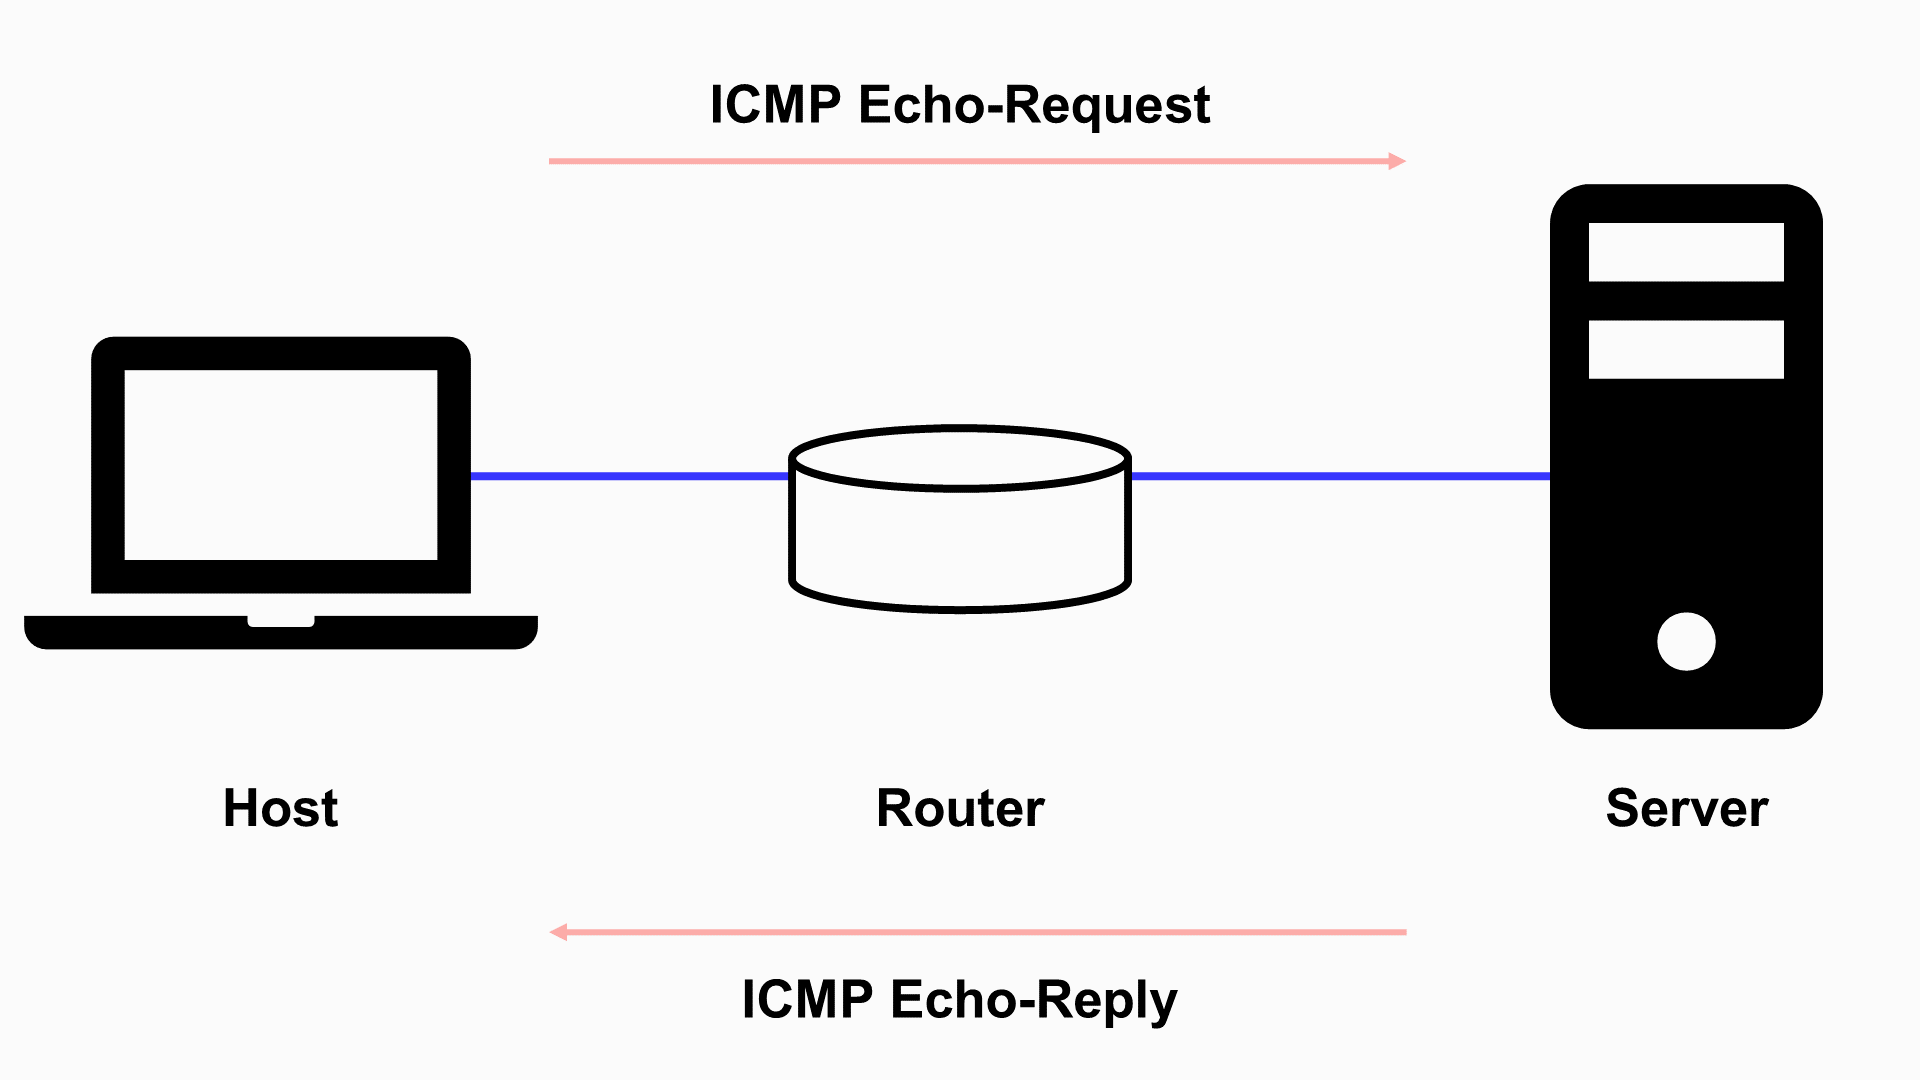 ICMP Echo-Request
Host
Router
Server
ICMP Echo-Reply